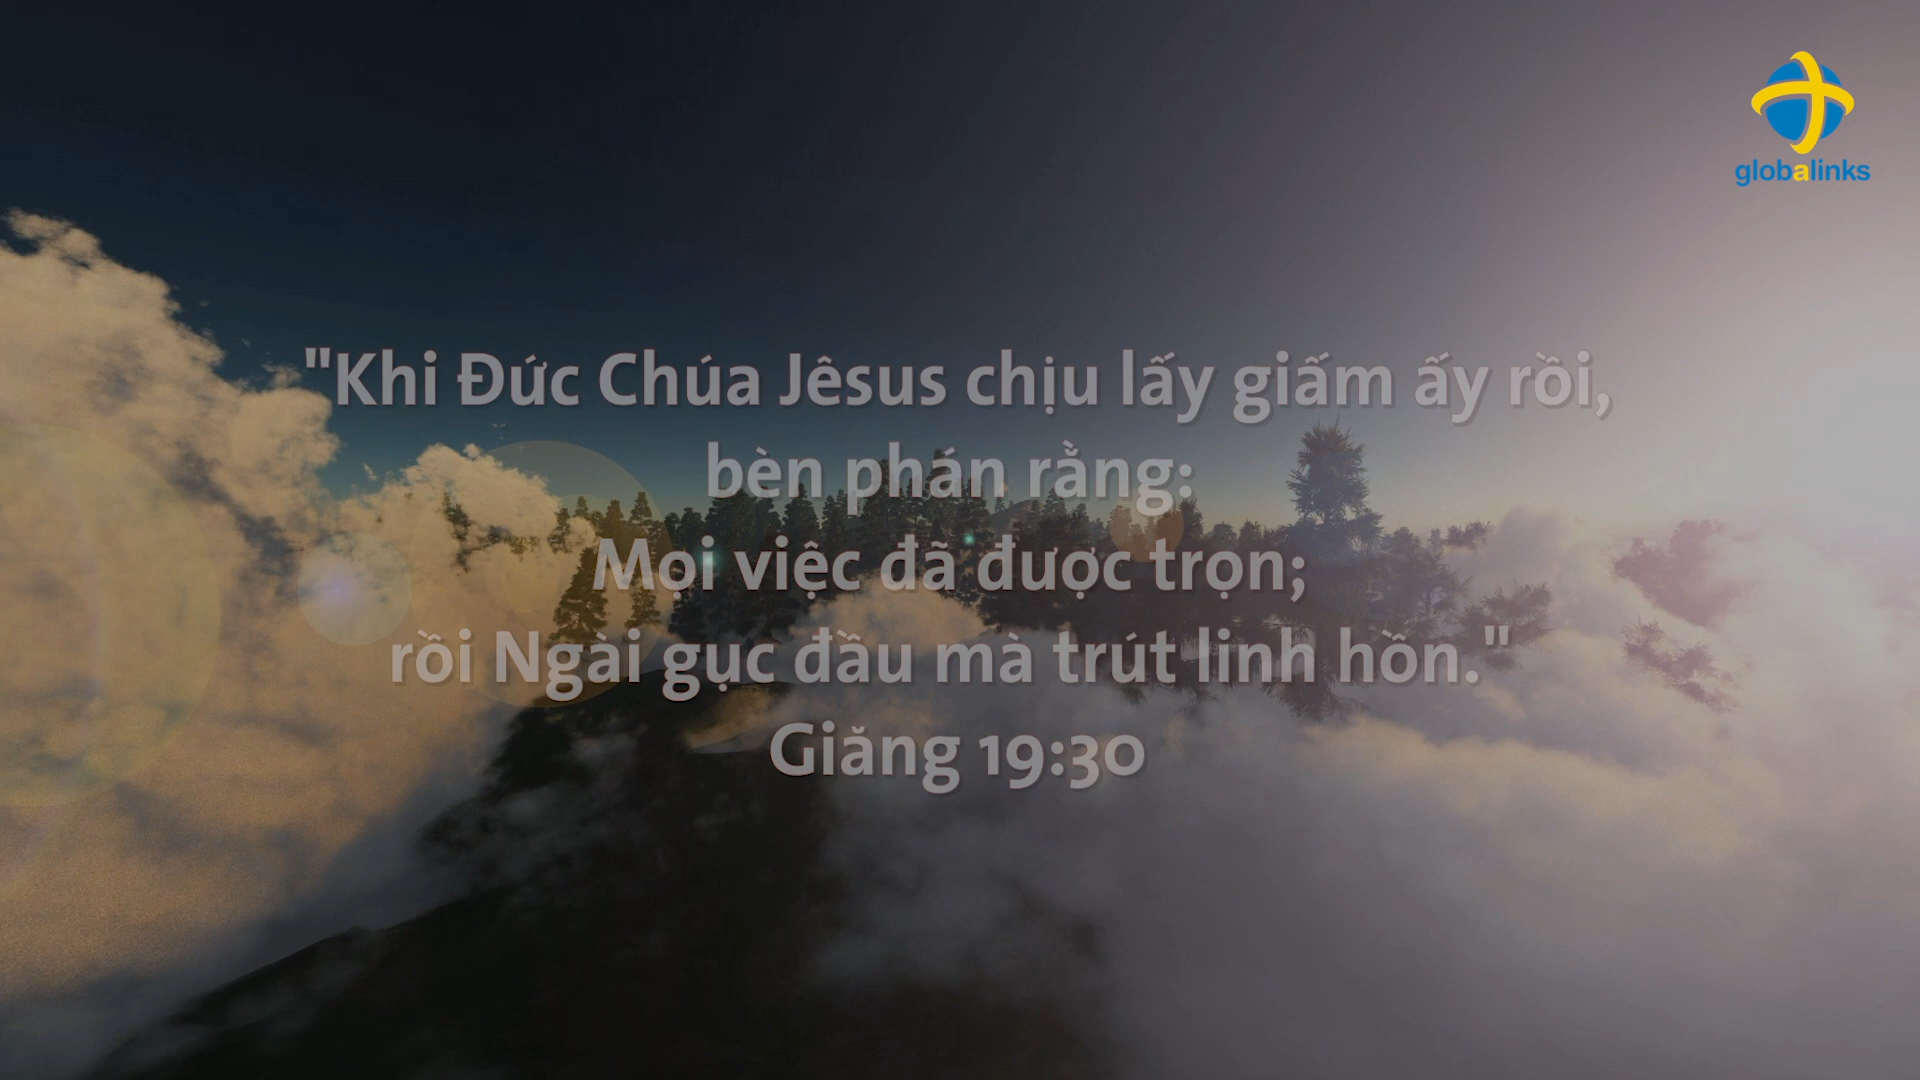 globalinks
"Khi Đức Chúa Jêsus chịu lấy giấm ấy rồi,
bèn phán rằng:
Mọi việc đã được trọn;
rồi Ngài gục đầu mà trút linh hồn."
Giăng 19:30